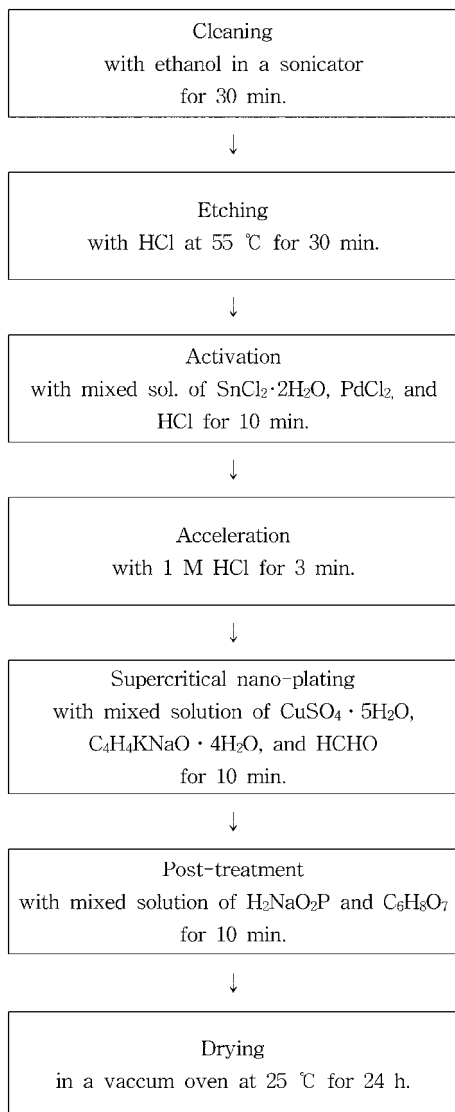 Cleaning
with ethanol in a sonicator
for 30 min.
↓
Etching
with HCl at 55 ℃ for 30 min.
↓
Activation
with mixed sol. of SnCl₂·2H₂O, PdCl₂, and
HCl for 10 min.
↓
Acceleration
with 1 M HCl for 3 min.
↓
Supercritical nano-plating
with mixed solution of CuSO₄・5H₂O,
C₄H₄KNaO・4H₂O, and HCHO
for 10 min.
↓
Post-treatment
with mixed solution of H₂NaO₂P and C₆H₈O₇
for 10 min.
↓
Drying
in a vaccum oven at 25 ℃ for 24 h.